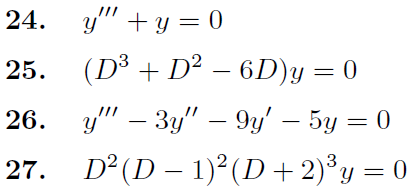 24. y′′′ + y = 0
25. (D³ + D² − 6D)y = 0
26. y′′′ − 3y′′ − 9y′ − 5y = 0
27. D²(D − 1)²(D + 2)³y = 0